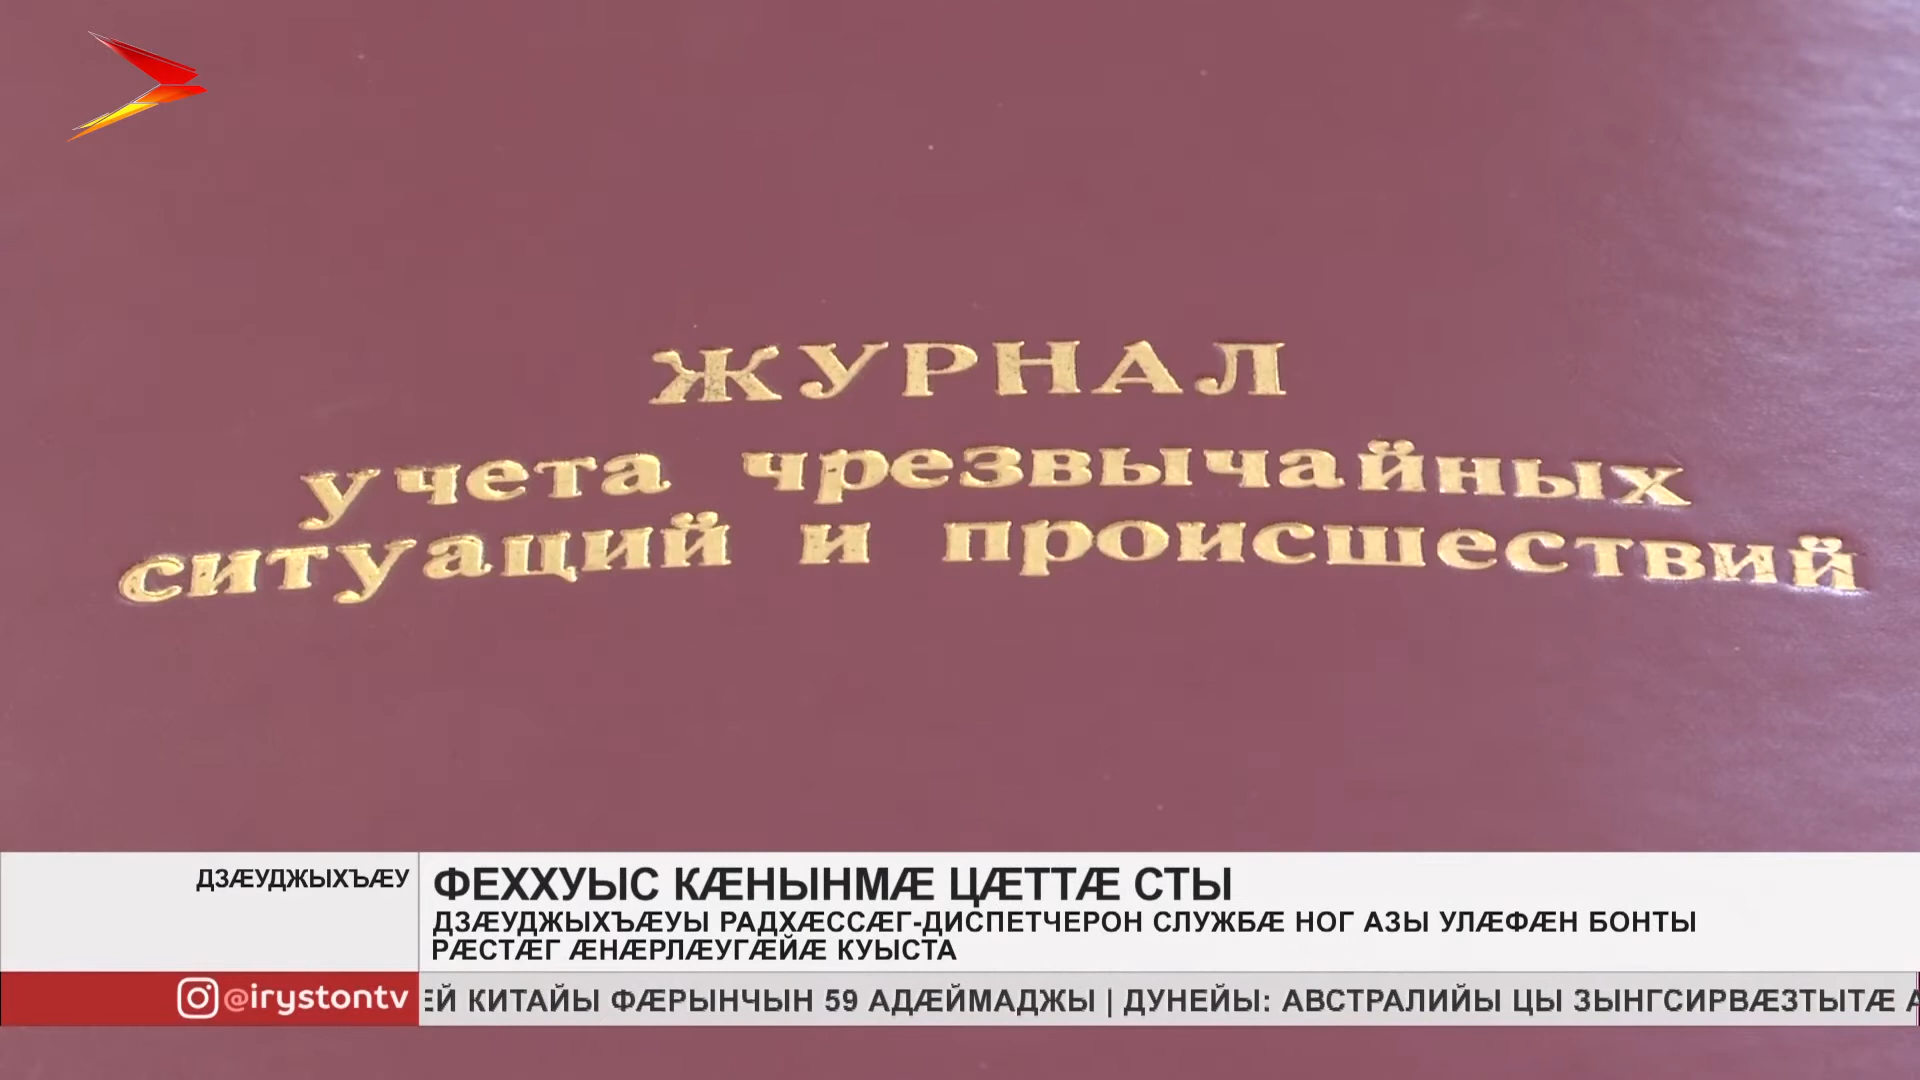 ЖУРНАЛ
учета чрезвычайных
ситуаций и происшествий
ДЗÆУДЖЫХЪÆУ
ФЕХХУЫС КÆНЫНМÆ ЦÆТТÆ СТЫ
ДЗÆУДЖЫХЪÆУЫ РАДХÆССÆГ-ДИСПЕТЧЕРОН СЛУЖБÆ НОГ АЗЫ УЛÆФÆН БОНТЫ
РÆСТÆГ ÆНÆРЛÆУГÆЙÆ КУЫСТА
@irystontv
КИТАЙЫ ФÆРЫНЧЫН 59 АДÆЙМАДЖЫ | ДУНЕЙЫ: АВСТРАЛИЙЫ ЦЫ ЗЫНГСИРВÆЗТЫТÆ